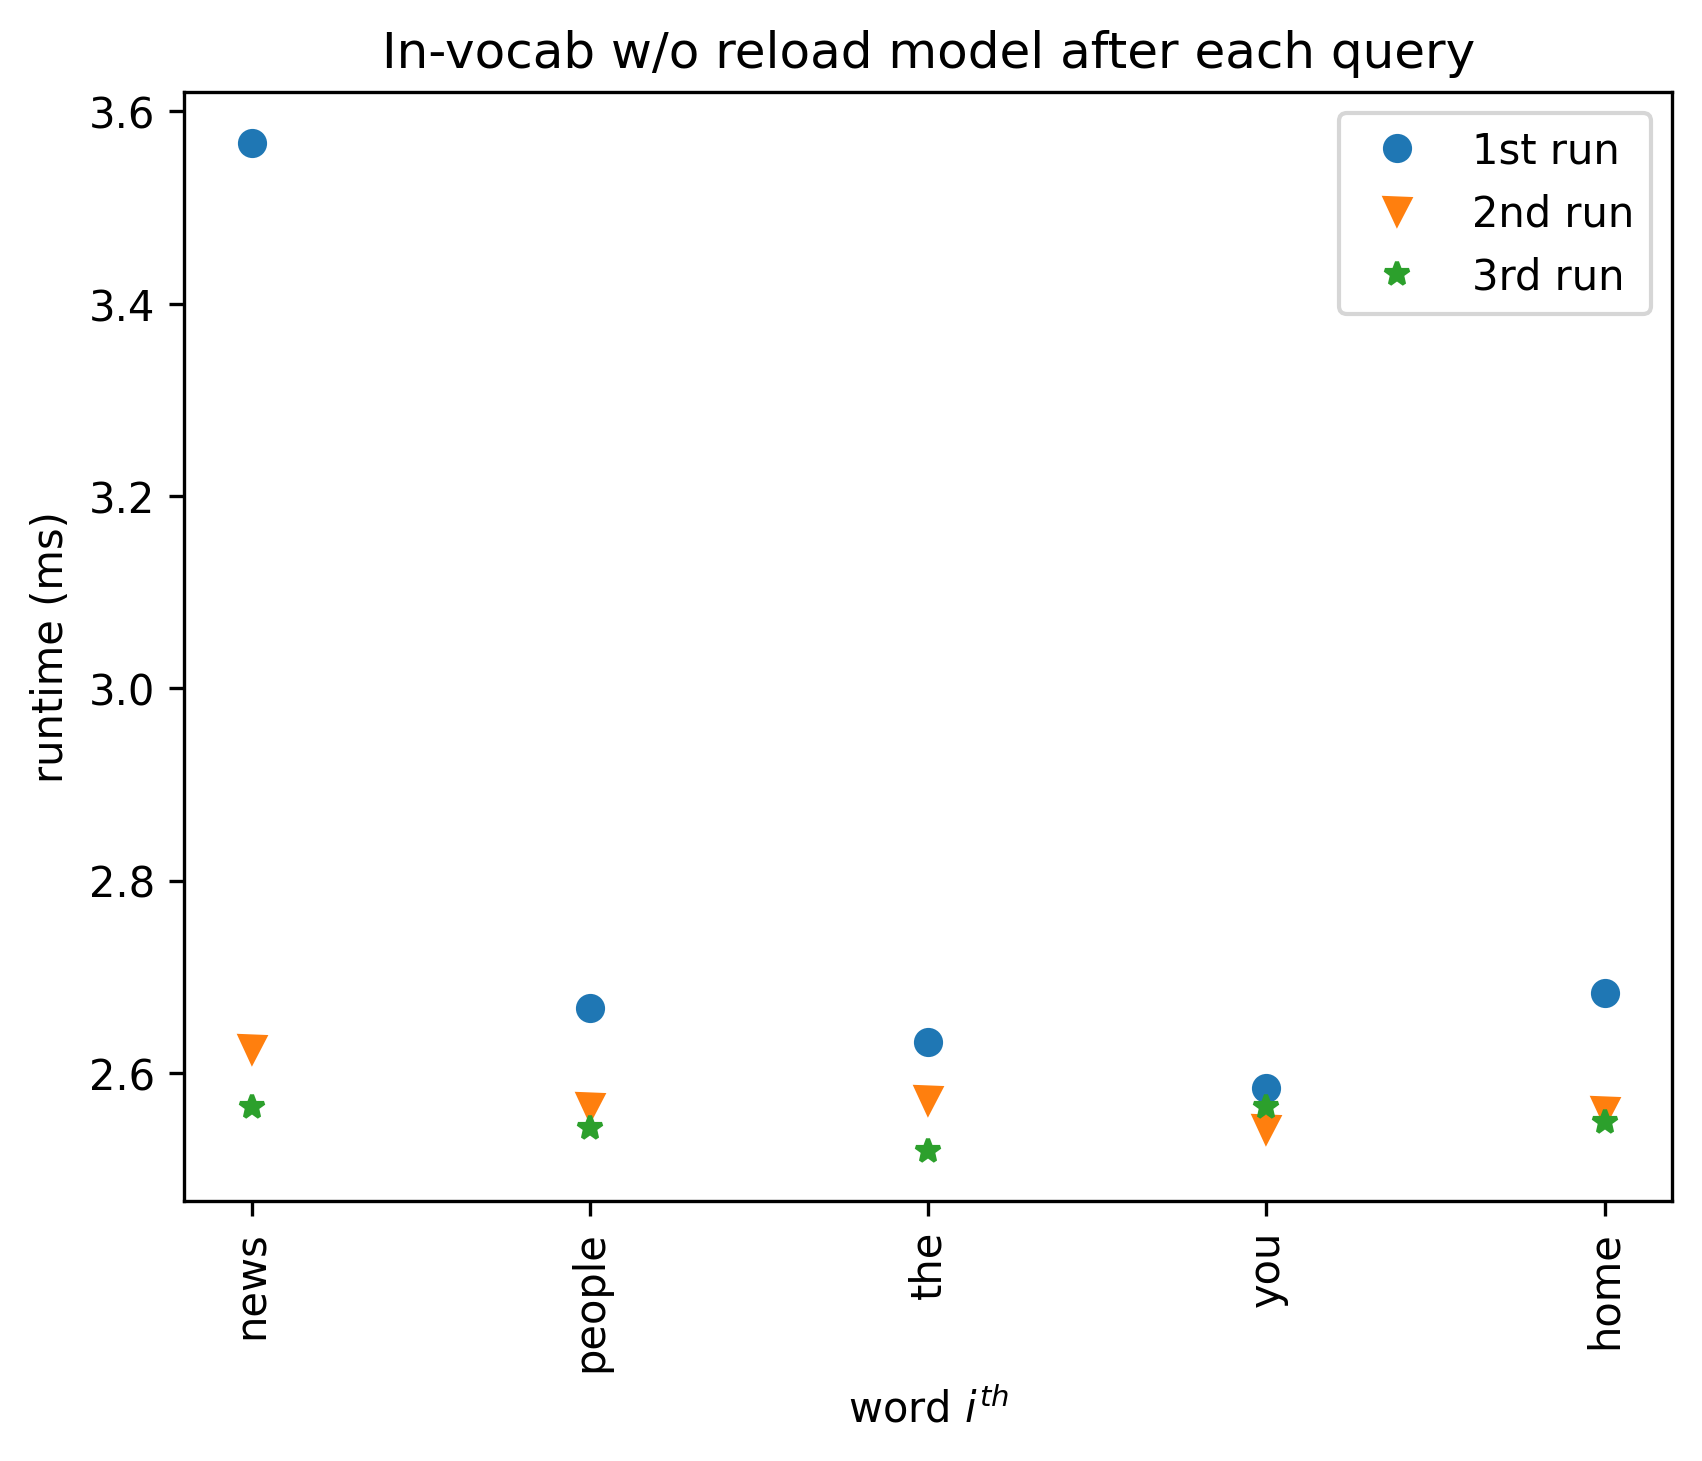 In-vocab w/o reload model after each query
1st run
2nd run
3rd run
3.6
3.4
3.2
3.0
2.8
2.6
runtime (ms)
news
people
the
you
home
word i^th